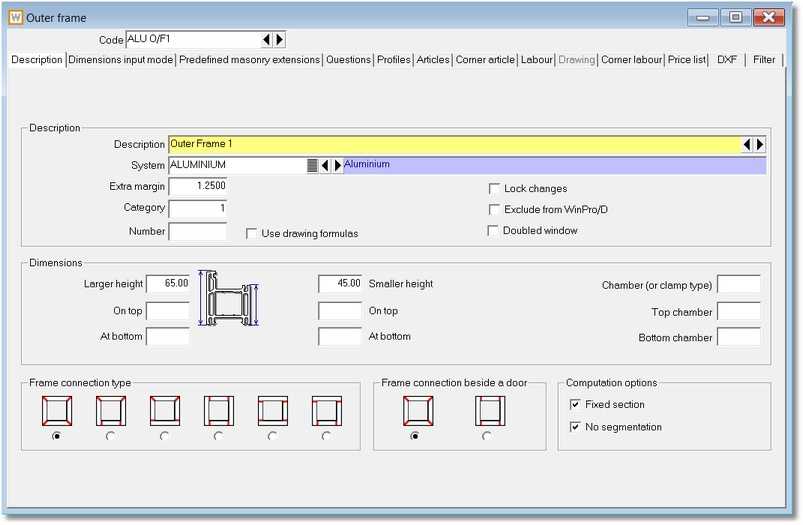 W Outer frame
Code ALU O/F1
Description Dimensions input mode Predefined masonry extensions Questions Profiles Articles Corner article Labour Drawing Corner labour Price list DXF Filter
Description
Description Outer Frame 1
System ALUMINIUM Aluminium
Extra margin 1.2500 Lock changes
Category 1 Exclude from WinPro/D
Number Use drawing formulas Doubled window
Dimensions
Larger height 65.00 45.00 Smaller height Chamber (or clamp type)
On top On top Top chamber
At bottom At bottom Bottom chamber
Frame connection type Frame connection beside a door Computation options
Fixed section
No segmentation